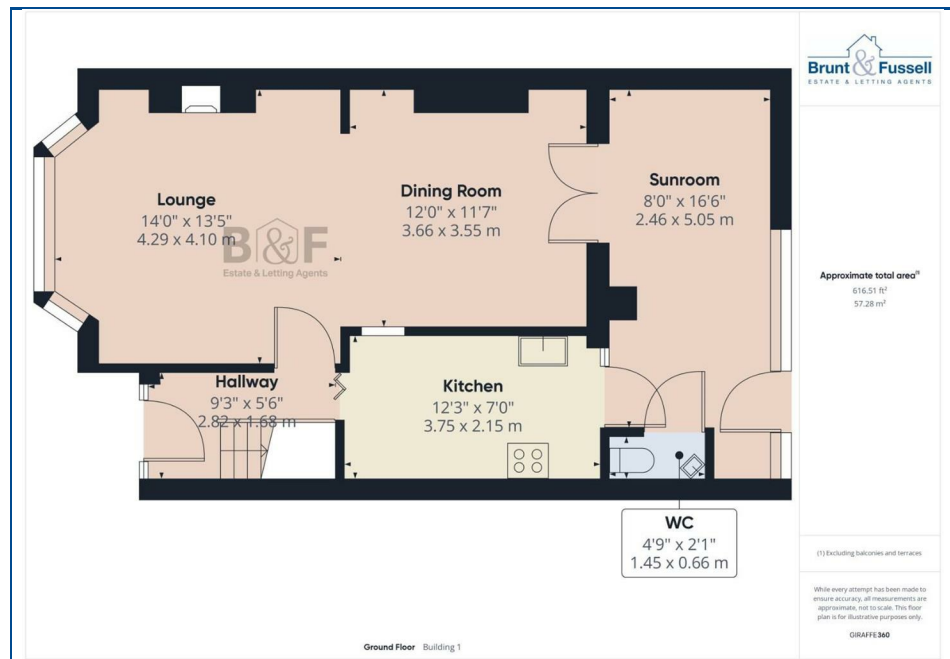 Lounge
14'0" x 13'5"
4.29 x 4.10 m
B&F
Estate & Letting Agents
Dining Room
12'0" x 11'7"
3.66 x 3.55 m
Sunroom
8'0" x 16'6"
2.46 x 5.05 m
Hallway
9'3" x 5'6"
2.82 x 1.68 m
Kitchen
12'3" x 7'0"
3.75 x 2.15 m
WC
4'9" x 2'1"
1.45 x 0.66 m
Ground Floor Building 1
Brunt & Fussell
ESTATE & LETTING AGENTS
Approximate total area(1)
616.51 ft²
57.28 m²
(1) Excluding balconies and terraces
While every attempt has been made to
ensure accuracy, all measurements are
approximate, not to scale. This floor
plan is for illustrative purposes only.
GIRAFFE360